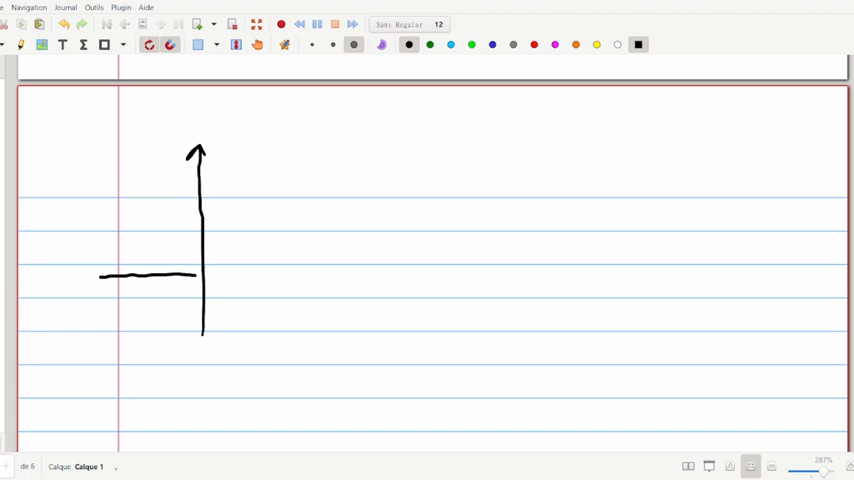 Navigation Journal Outils Plugin Aide
Sans Regular 12
T Σ
de 6 Calque Calque 1
287%